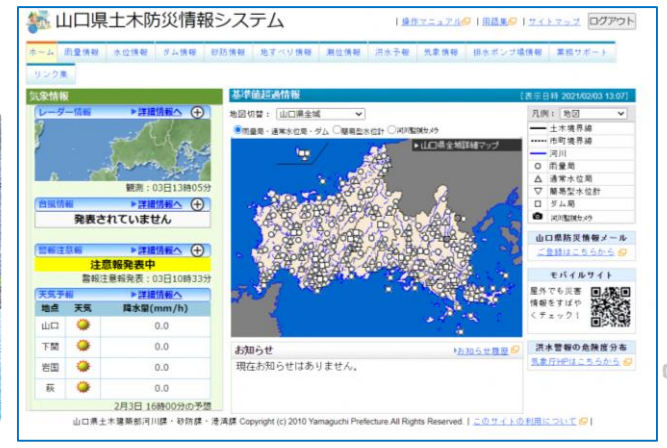 山口県土木防災情報システム
| 操作マニュアル | 用語集 | サイトマップ ログアウト
ホーム 雨量情報 水位情報 ダム情報 砂防情報 地すべり情報 潮位情報 洪水予報 気象情報 排水ポンプ場情報 業務サポート
リンク集
気象情報
レーダー情報 ▶詳細情報へ
観測：03日13時05分
台風情報 ▶詳細情報へ
発表されていません
警報注意報 ▶詳細情報へ
注意報発表中
警報注意報発表：03日10時33分
天気予報 ▶詳細情報へ
地点 天気 降水量(mm/h)
山口 0.0
下関 0.0
岩国 0.0
萩 0.0
2月3日 16時00分の予想
基準値超過情報 [表示日時 2021/02/03 13:07]
地図切替： 山口県全域
雨量局・通常水位局・ダム 簡易型水位計 河川監視カメラ
▶山口県全域詳細マップ
お知らせ お知らせ履歴
現在お知らせはありません。
凡例： 地図
土木境界線
市町境界線
河川
雨量局
通常水位局
簡易型水位計
ダム局
河川監視カメラ
山口県防災情報メール
ご登録はこちらから
モバイルサイト
屋外でも災害
情報をすばや
くチェック！
洪水警報の危険度分布
気象庁HPはこちらから
山口県土木建築部河川課・砂防課・港湾課 Copyright (c) 2010 Yamaguchi Prefecture.All Rights Reserved. | このサイトの利用について |